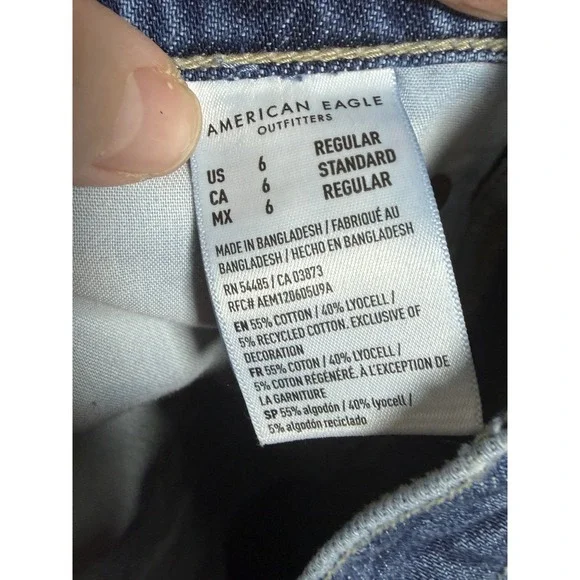 AMERICAN EAGLE
OUTFITTERS
US 6 REGULAR
CA 6 STANDARD
MX 6 REGULAR
MADE IN BANGLADESH / FABRIQUÉ AU
BANGLADESH / HECHO EN BANGLADESH
RN 54485 / CA 03873
RFC# AEM120605U9A
EN 55% COTTON / 40% LYOCELL /
5% RECYCLED COTTON. EXCLUSIVE OF
DECORATION
FR 55% COTON / 40% LYOCELL /
5% COTON RÉGÉNÉRÉ. À L'EXCEPTION DE
LA GARNITURE
SP 55% algodón / 40% lyocell /
5% algodón reciclado